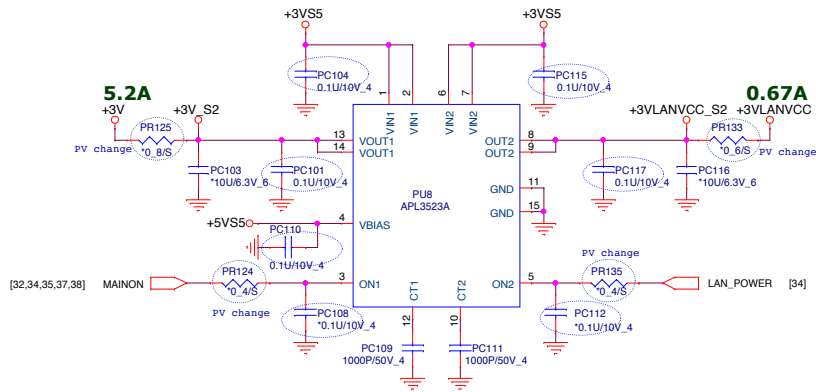 +3VS5
+3VS5
PC104
0.1U/10V_4
PC115
0.1U/10V_4
1
2
6
7
5.2A
0.67A
+3V
+3V_S2
+3VLANVCC_S2
+3VLANVCC
PR125
*0_8/S
PV change
PR133
*0_6/S
PV change
VIN1
VIN1
VIN2
VIN2
13
VOUT1
14
VOUT1
8
OUT2
9
OUT2
PC103
*10U/6.3V_6
PC101
0.1U/10V_4
PC117
0.1U/10V_4
PC116
*10U/6.3V_6
PU8
APL3523A
11
GND
15
GND
+5VS5
4
VBIAS
PC110
0.1U/10V_4
PV change
[32,34,35,37,38]
MAINON
PR124
*0_4/S
PV change
3
ON1
5
ON2
PR135
*0_4/S
LAN_POWER
[34]
CT1
CT2
PC108
*0.1U/10V_4
PC112
*0.1U/10V_4
12
10
PC109
1000P/50V_4
PC111
1000P/50V_4